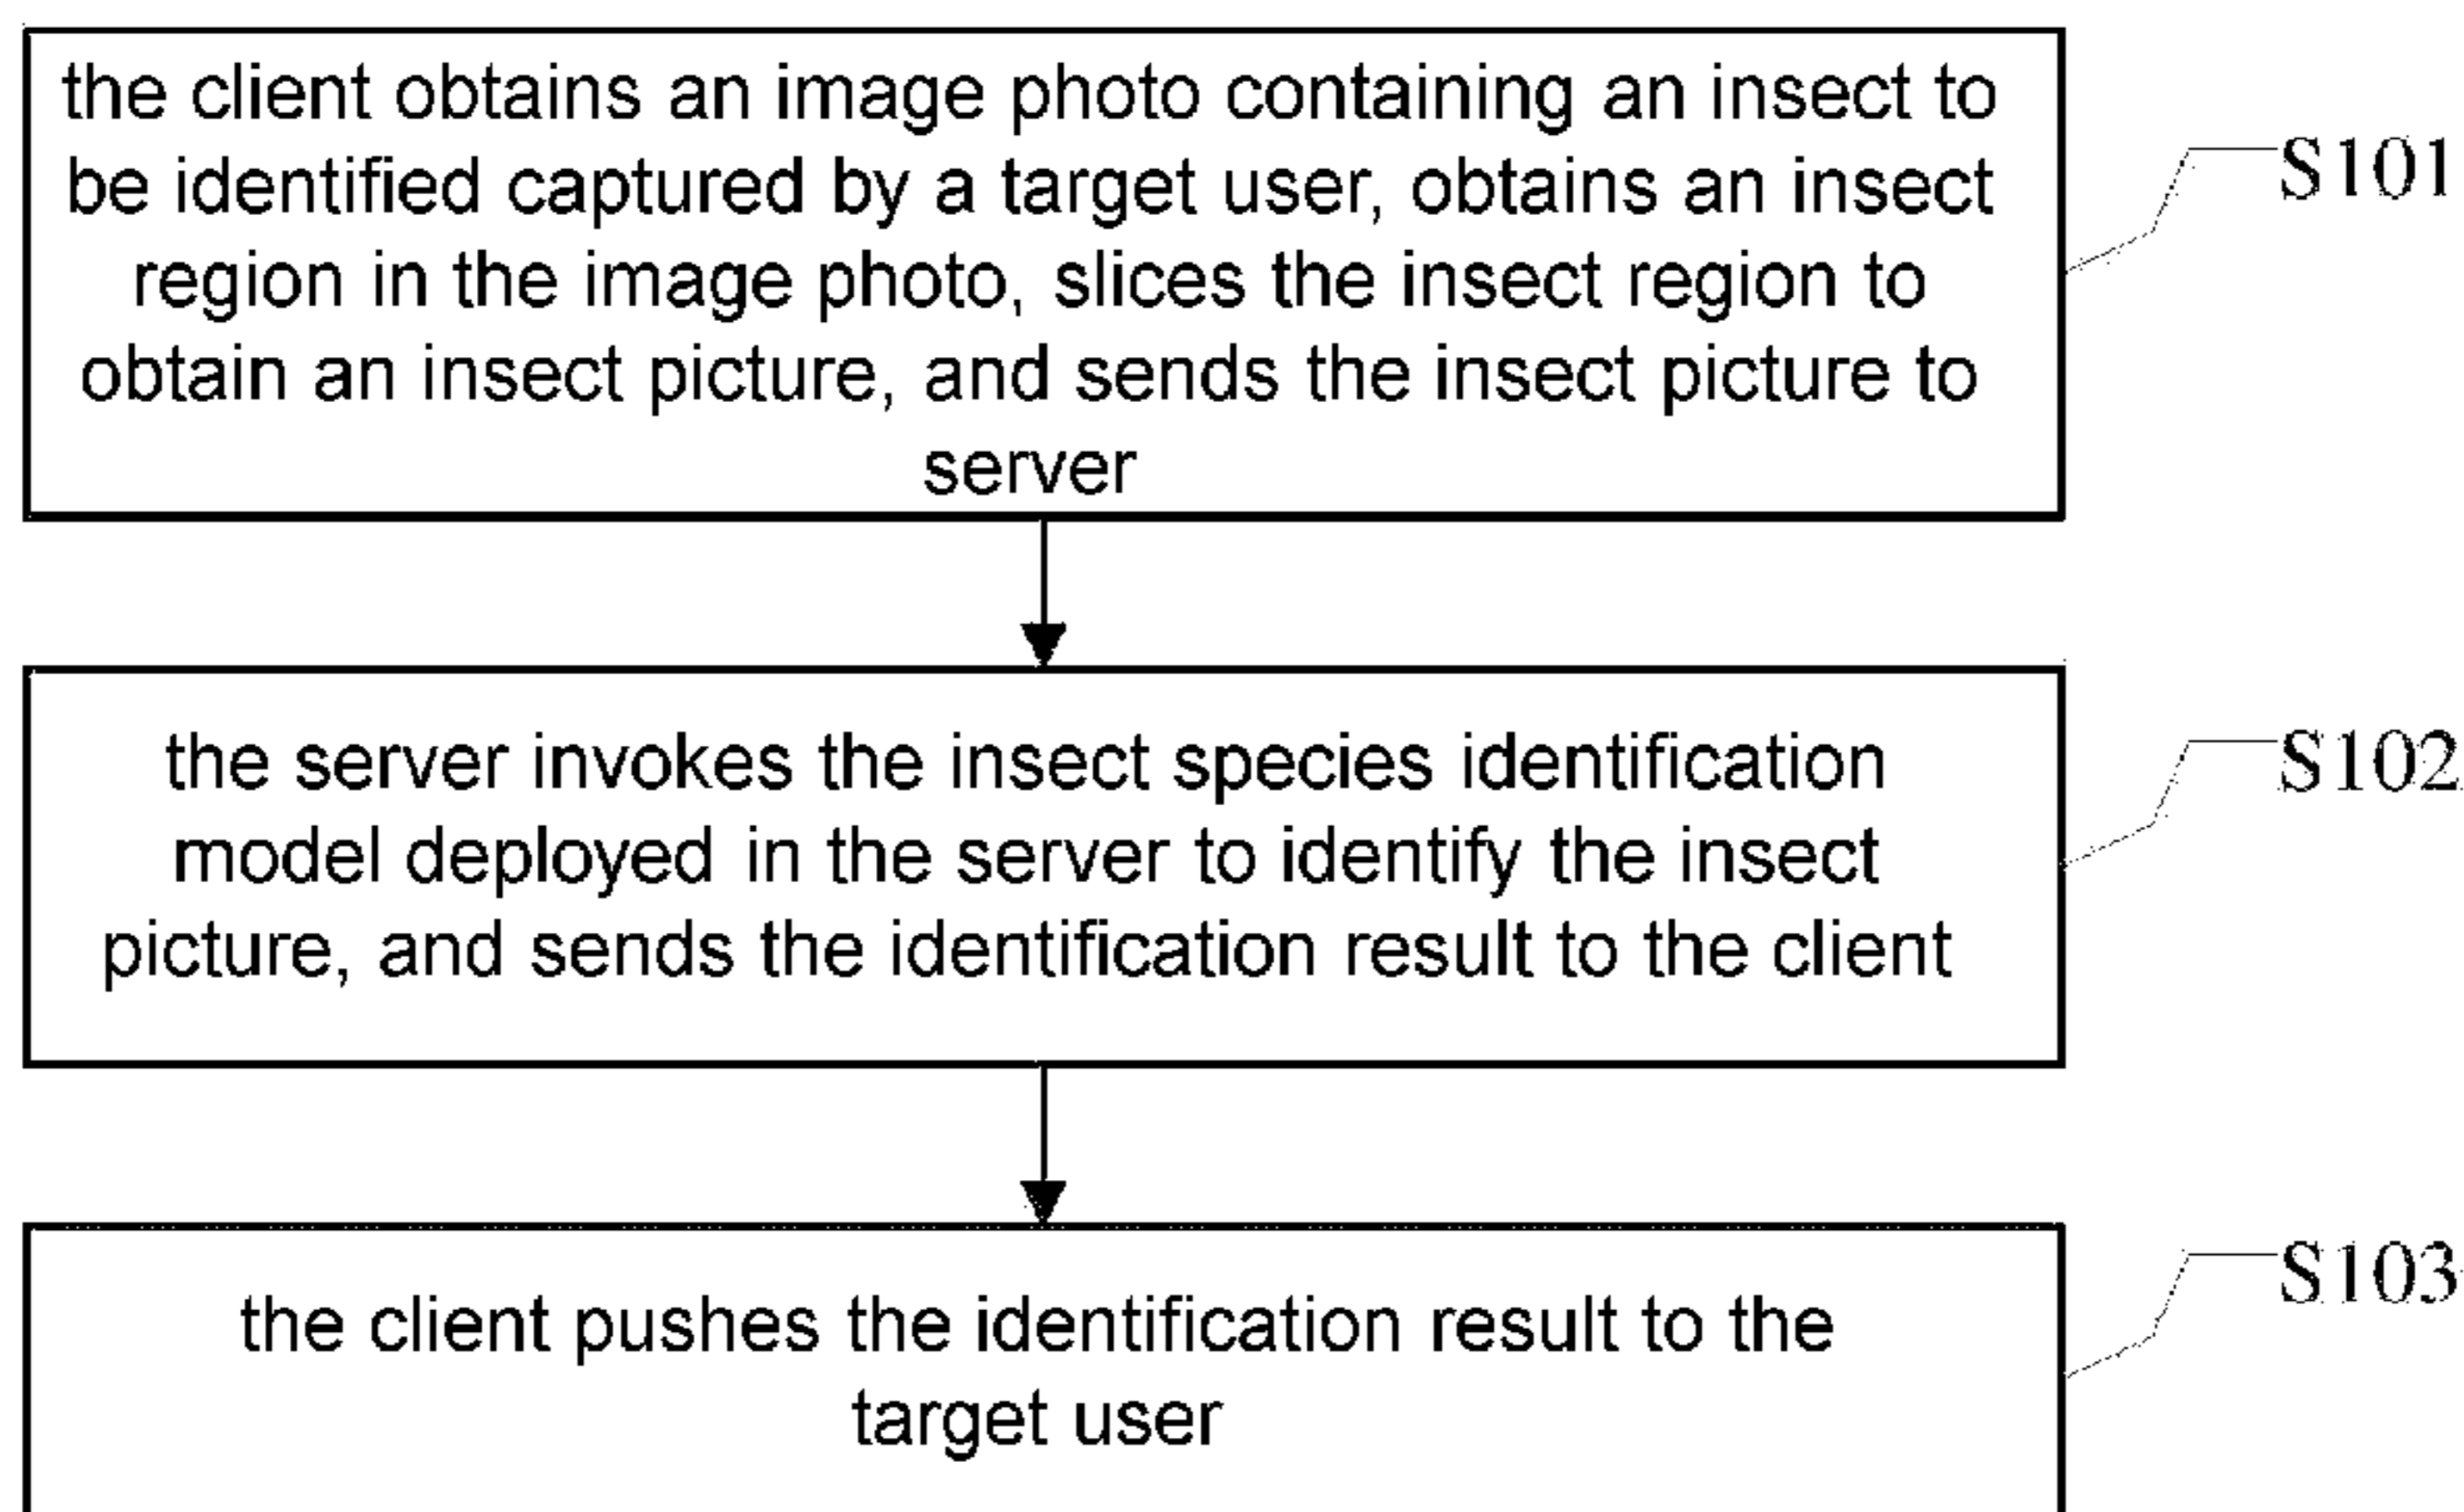 the client obtains an image photo containing an insect to
be identified captured by a target user, obtains an insect
region in the image photo, slices the insect region to
obtain an insect picture, and sends the insect picture to
server
S101
the server invokes the insect species identification
model deployed in the server to identify the insect
picture, and sends the identification result to the client
S102
the client pushes the identification result to the
target user
S103